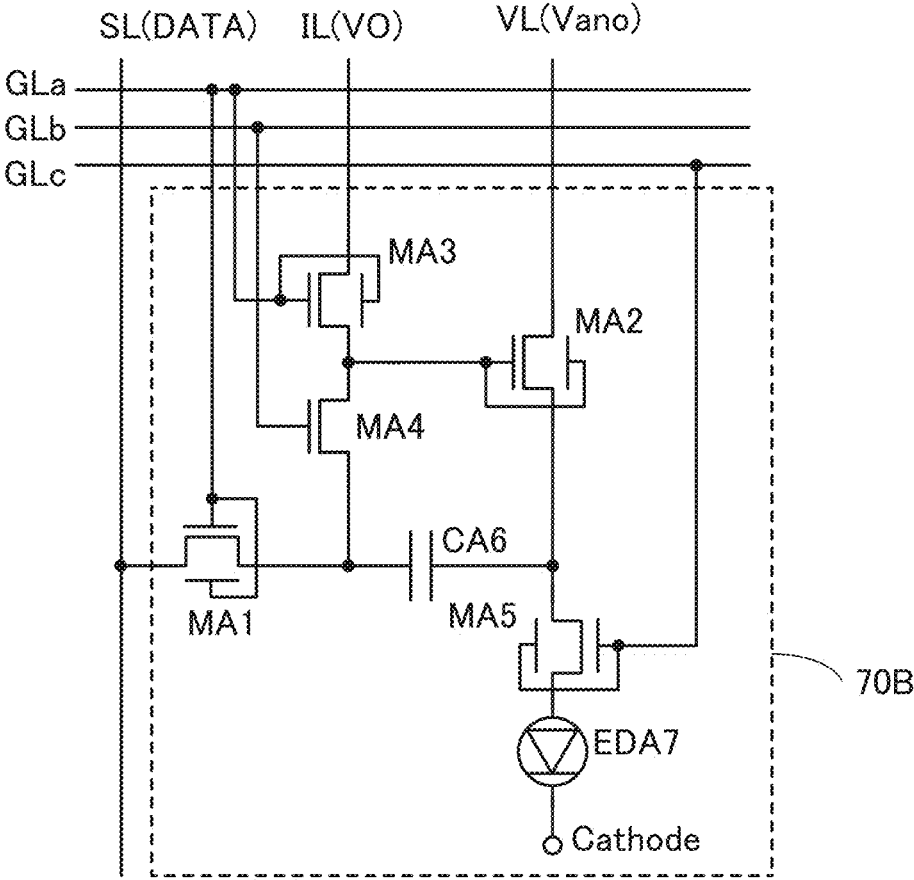 SL(DATA)
IL(VO)
VL(Vano)
GLa
GLb
GLc
MA3
MA2
MA4
CA6
MA1
MA5
EDA7
70B
Cathode